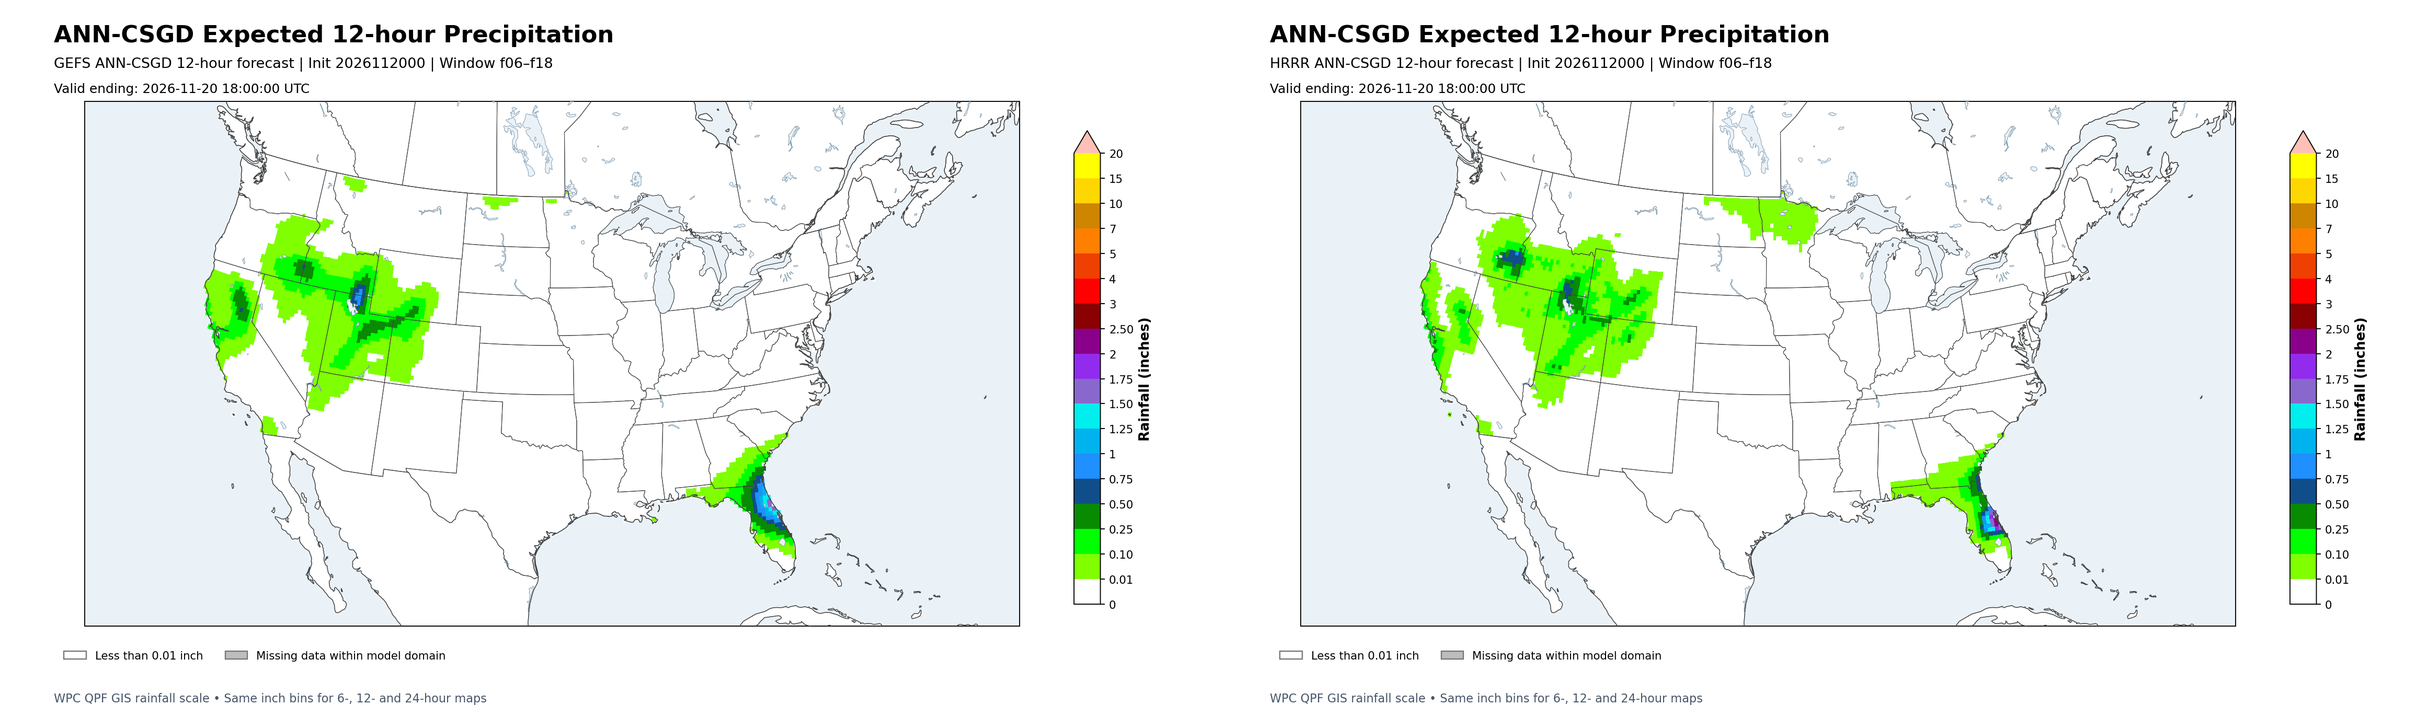 ANN-CSGD Expected 12-hour Precipitation
GEFS ANN-CSGD 12-hour forecast | Init 2026112000 | Window f06–f18
Valid ending: 2026-11-20 18:00:00 UTC
20
15
10
7
5
4
3
2.50
2
1.75
1.50
1.25
1
0.75
0.50
0.25
0.10
0.01
0
Rainfall (inches)
Less than 0.01 inch
Missing data within model domain
WPC QPF GIS rainfall scale • Same inch bins for 6-, 12- and 24-hour maps
ANN-CSGD Expected 12-hour Precipitation
HRRR ANN-CSGD 12-hour forecast | Init 2026112000 | Window f06–f18
Valid ending: 2026-11-20 18:00:00 UTC
20
15
10
7
5
4
3
2.50
2
1.75
1.50
1.25
1
0.75
0.50
0.25
0.10
0.01
0
Rainfall (inches)
Less than 0.01 inch
Missing data within model domain
WPC QPF GIS rainfall scale • Same inch bins for 6-, 12- and 24-hour maps